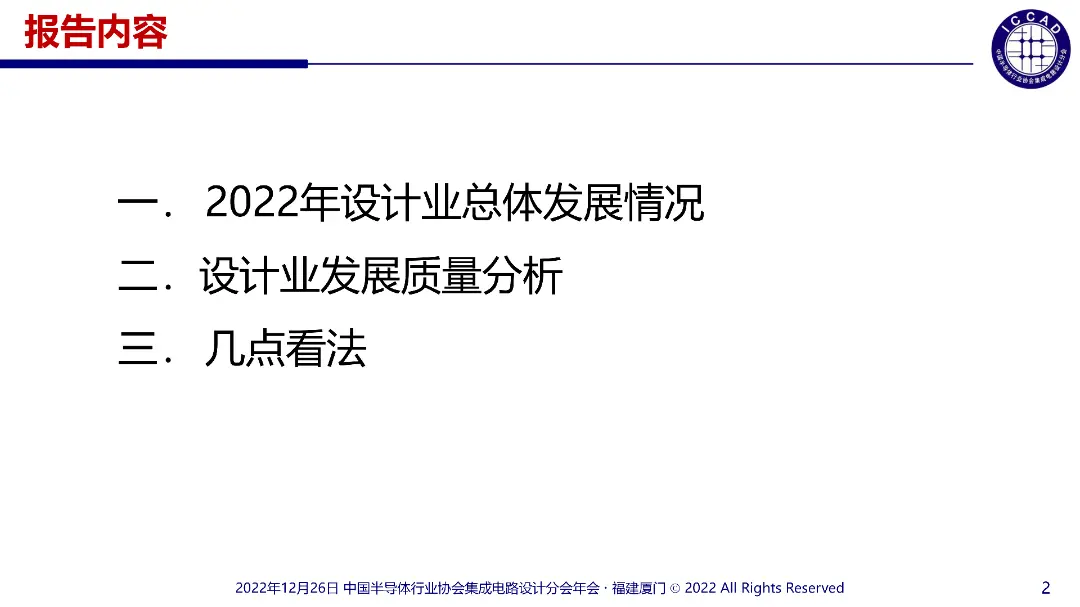 报告内容
ICCAD
中国半导体行业协会集成电路设计分会
一. 2022年设计业总体发展情况
二. 设计业发展质量分析
三. 几点看法
2022年12月26日 中国半导体行业协会集成电路设计分会年会 · 福建厦门 © 2022 All Rights Reserved
2